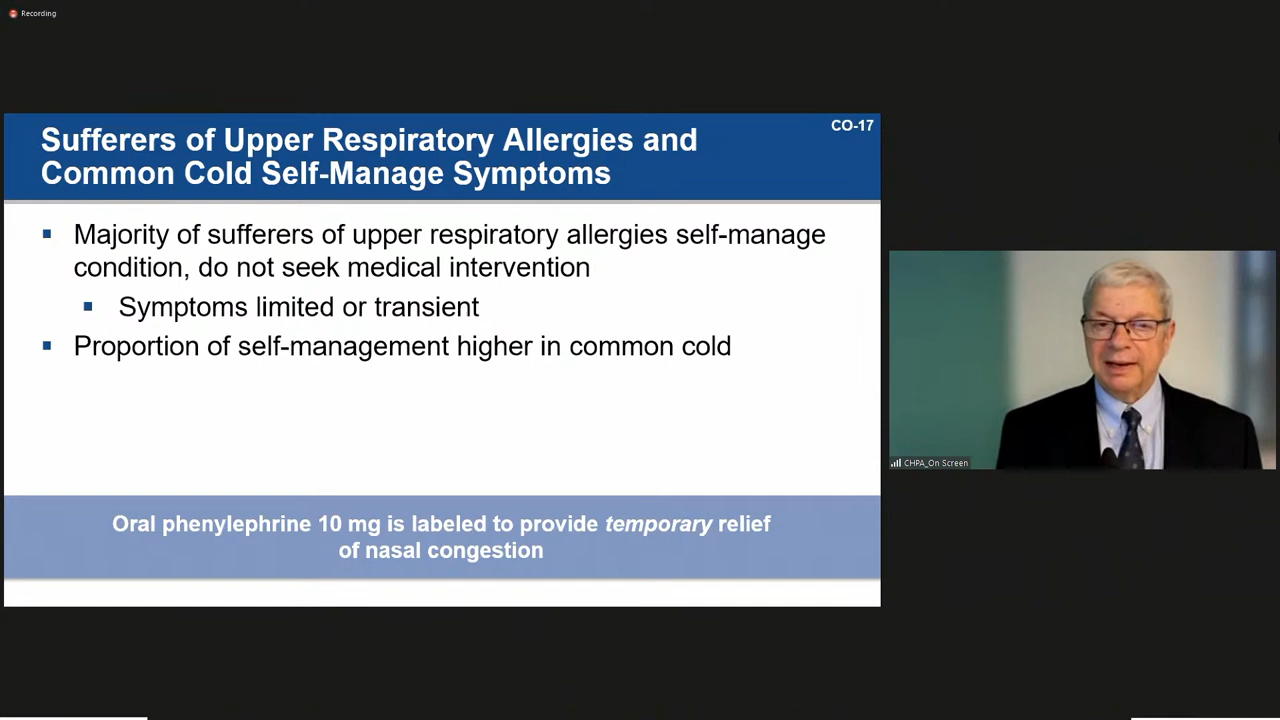 Recording
CO-17
Sufferers of Upper Respiratory Allergies and
Common Cold Self-Manage Symptoms
Majority of sufferers of upper respiratory allergies self-manage
condition, do not seek medical intervention
Symptoms limited or transient
Proportion of self-management higher in common cold
Oral phenylephrine 10 mg is labeled to provide temporary relief
of nasal congestion
CHPA_On Screen